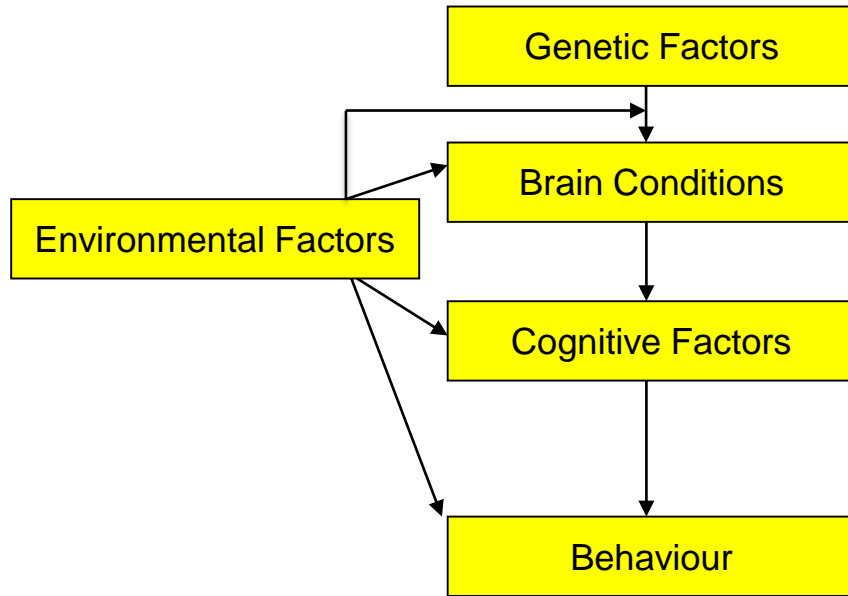 Genetic Factors
Brain Conditions
Environmental Factors
Cognitive Factors
Behaviour